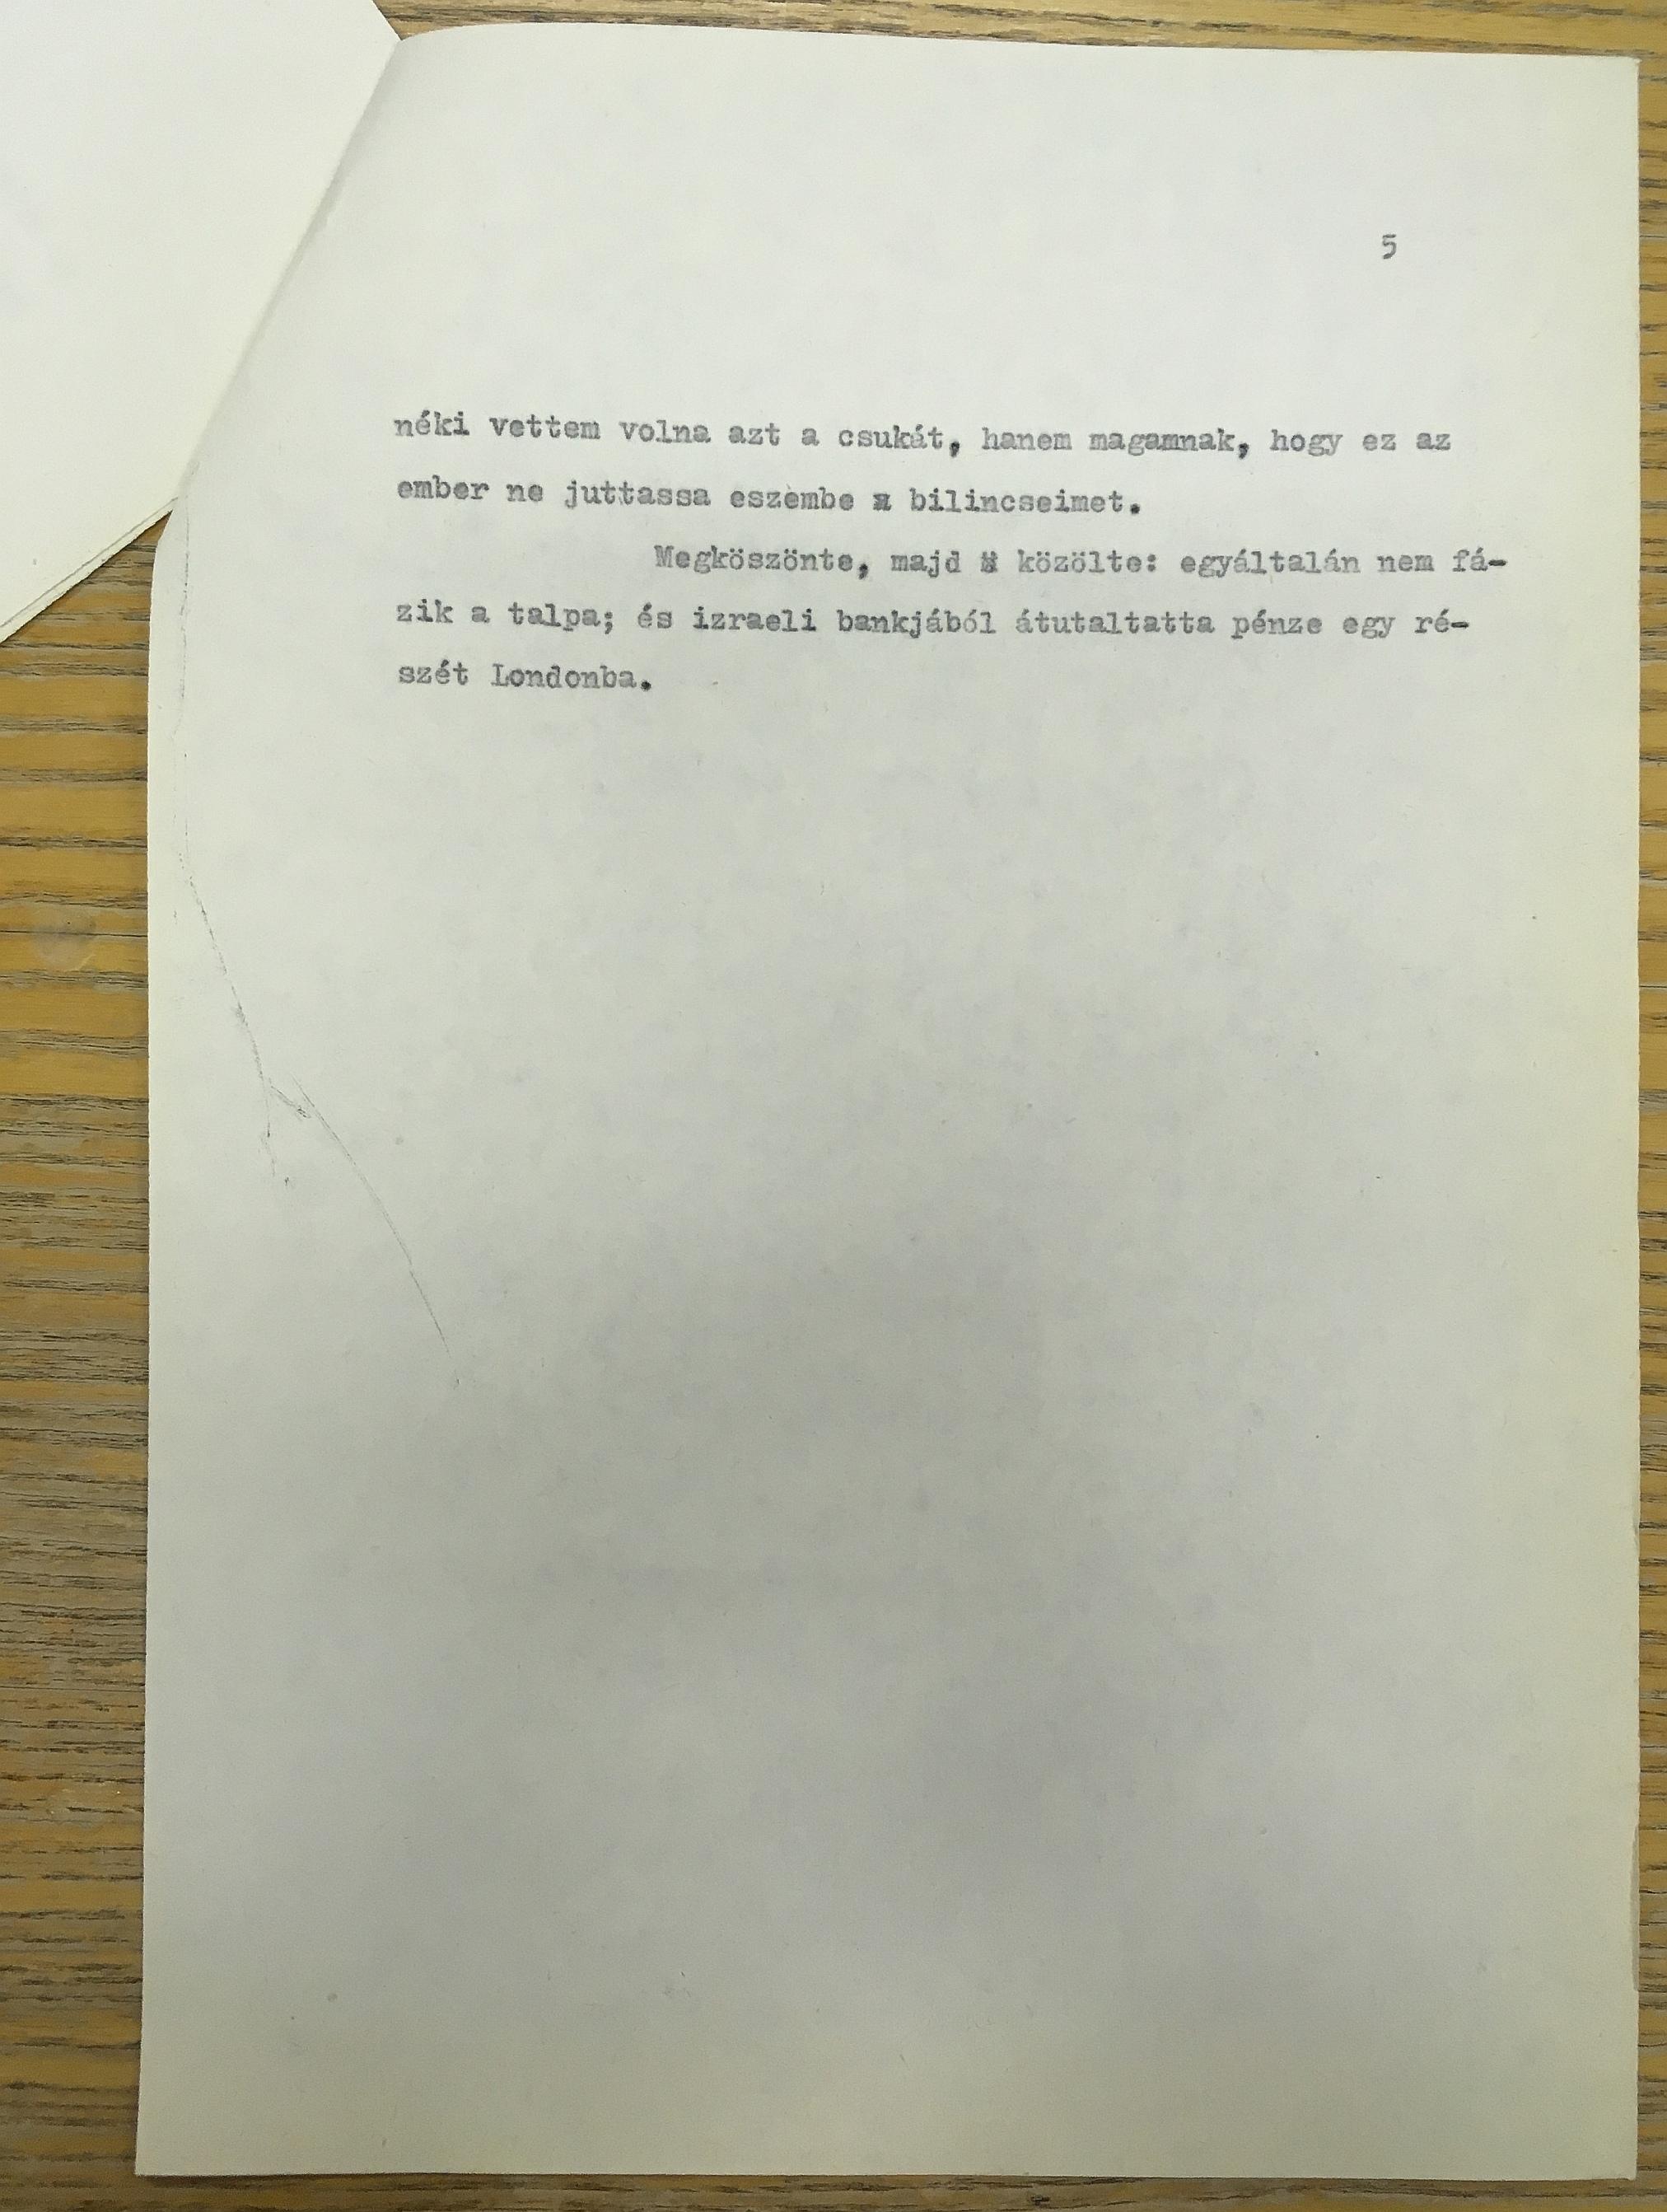 5
néki vettem volna azt a csukát, hanem magamnak, hogy ez az
ember ne juttassa eszembe a bilincseimet.
Megköszönte, majd közölte: egyáltalán nem fá-
zik a talpa; és izraeli bankjából átutaltatta pénze egy ré-
szét Londonba.